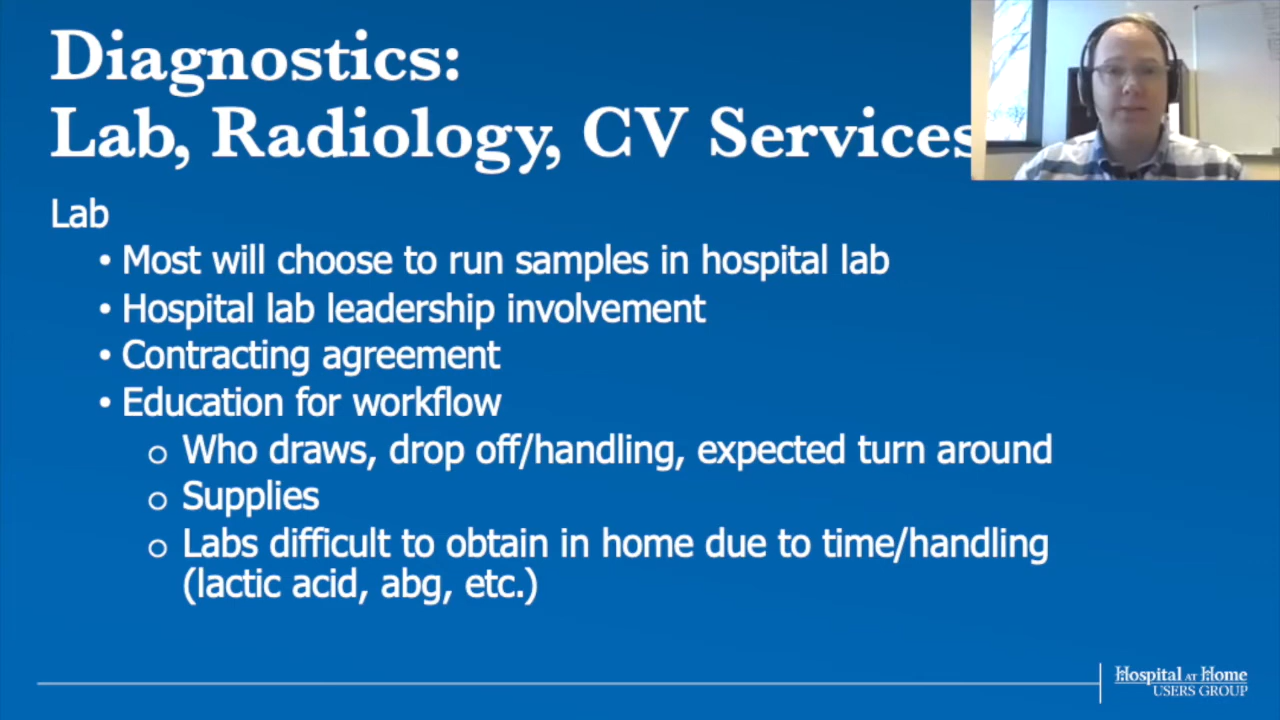 Diagnostics:
Lab, Radiology, CV Services
Lab
• Most will choose to run samples in hospital lab
• Hospital lab leadership involvement
• Contracting agreement
• Education for workflow
o Who draws, drop off/handling, expected turn around
o Supplies
o Labs difficult to obtain in home due to time/handling
(lactic acid, abg, etc.)
Hospital AT Home
USERS GROUP